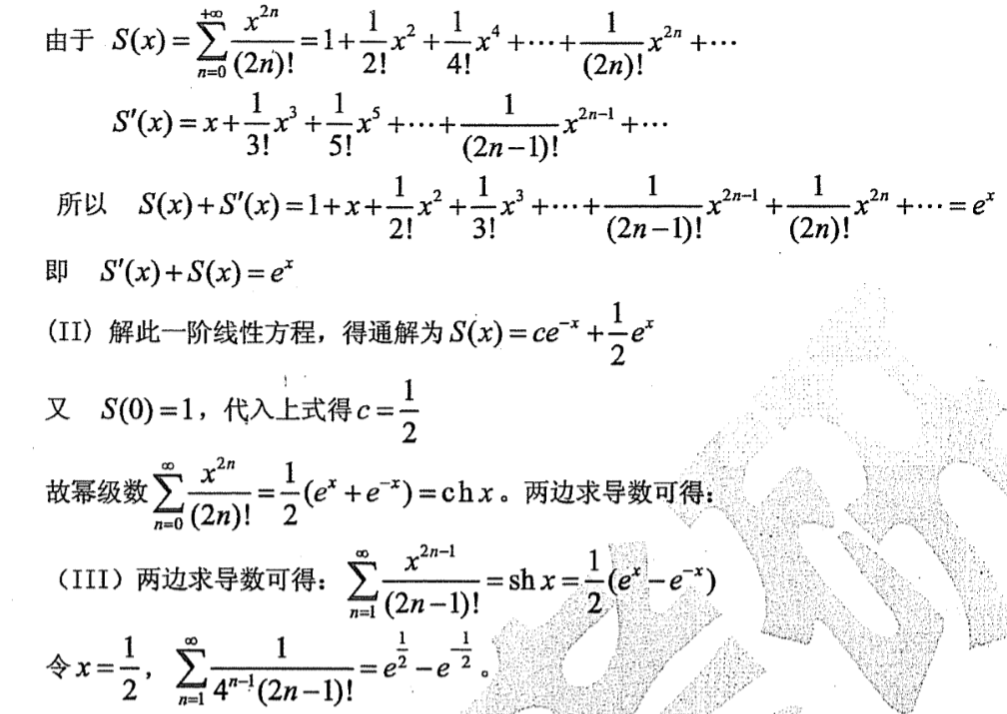 由于 $S(x)=\sum_{n=0}^{+\infty}\frac{x^{2n}}{(2n)!}=1+\frac{1}{2!}x^2+\frac{1}{4!}x^4+\cdots+\frac{1}{(2n)!}x^{2n}+\cdots$
$S'(x)=x+\frac{1}{3!}x^3+\frac{1}{5!}x^5+\cdots+\frac{1}{(2n-1)!}x^{2n-1}+\cdots$
所以 $S(x)+S'(x)=1+x+\frac{1}{2!}x^2+\frac{1}{3!}x^3+\cdots+\frac{1}{(2n-1)!}x^{2n-1}+\frac{1}{(2n)!}x^{2n}+\cdots=e^x$
即 $S'(x)+S(x)=e^x$
(II) 解此一阶线性方程，得通解为 $S(x)=ce^{-x}+\frac{1}{2}e^x$
又 $S(0)=1$，代入上式得 $c=\frac{1}{2}$
故幂级数 $\sum_{n=0}^{\infty}\frac{x^{2n}}{(2n)!}=\frac{1}{2}(e^x+e^{-x})=\mathrm{ch}\,x$。两边求导数可得：
（III）两边求导数可得：$\sum_{n=1}^{\infty}\frac{x^{2n-1}}{(2n-1)!}=\mathrm{sh}\,x=\frac{1}{2}(e^x-e^{-x})$
令 $x=\frac{1}{2}$，$\sum_{n=1}^{\infty}\frac{1}{4^{n-1}(2n-1)!}=e^{\frac{1}{2}}-e^{-\frac{1}{2}}$。